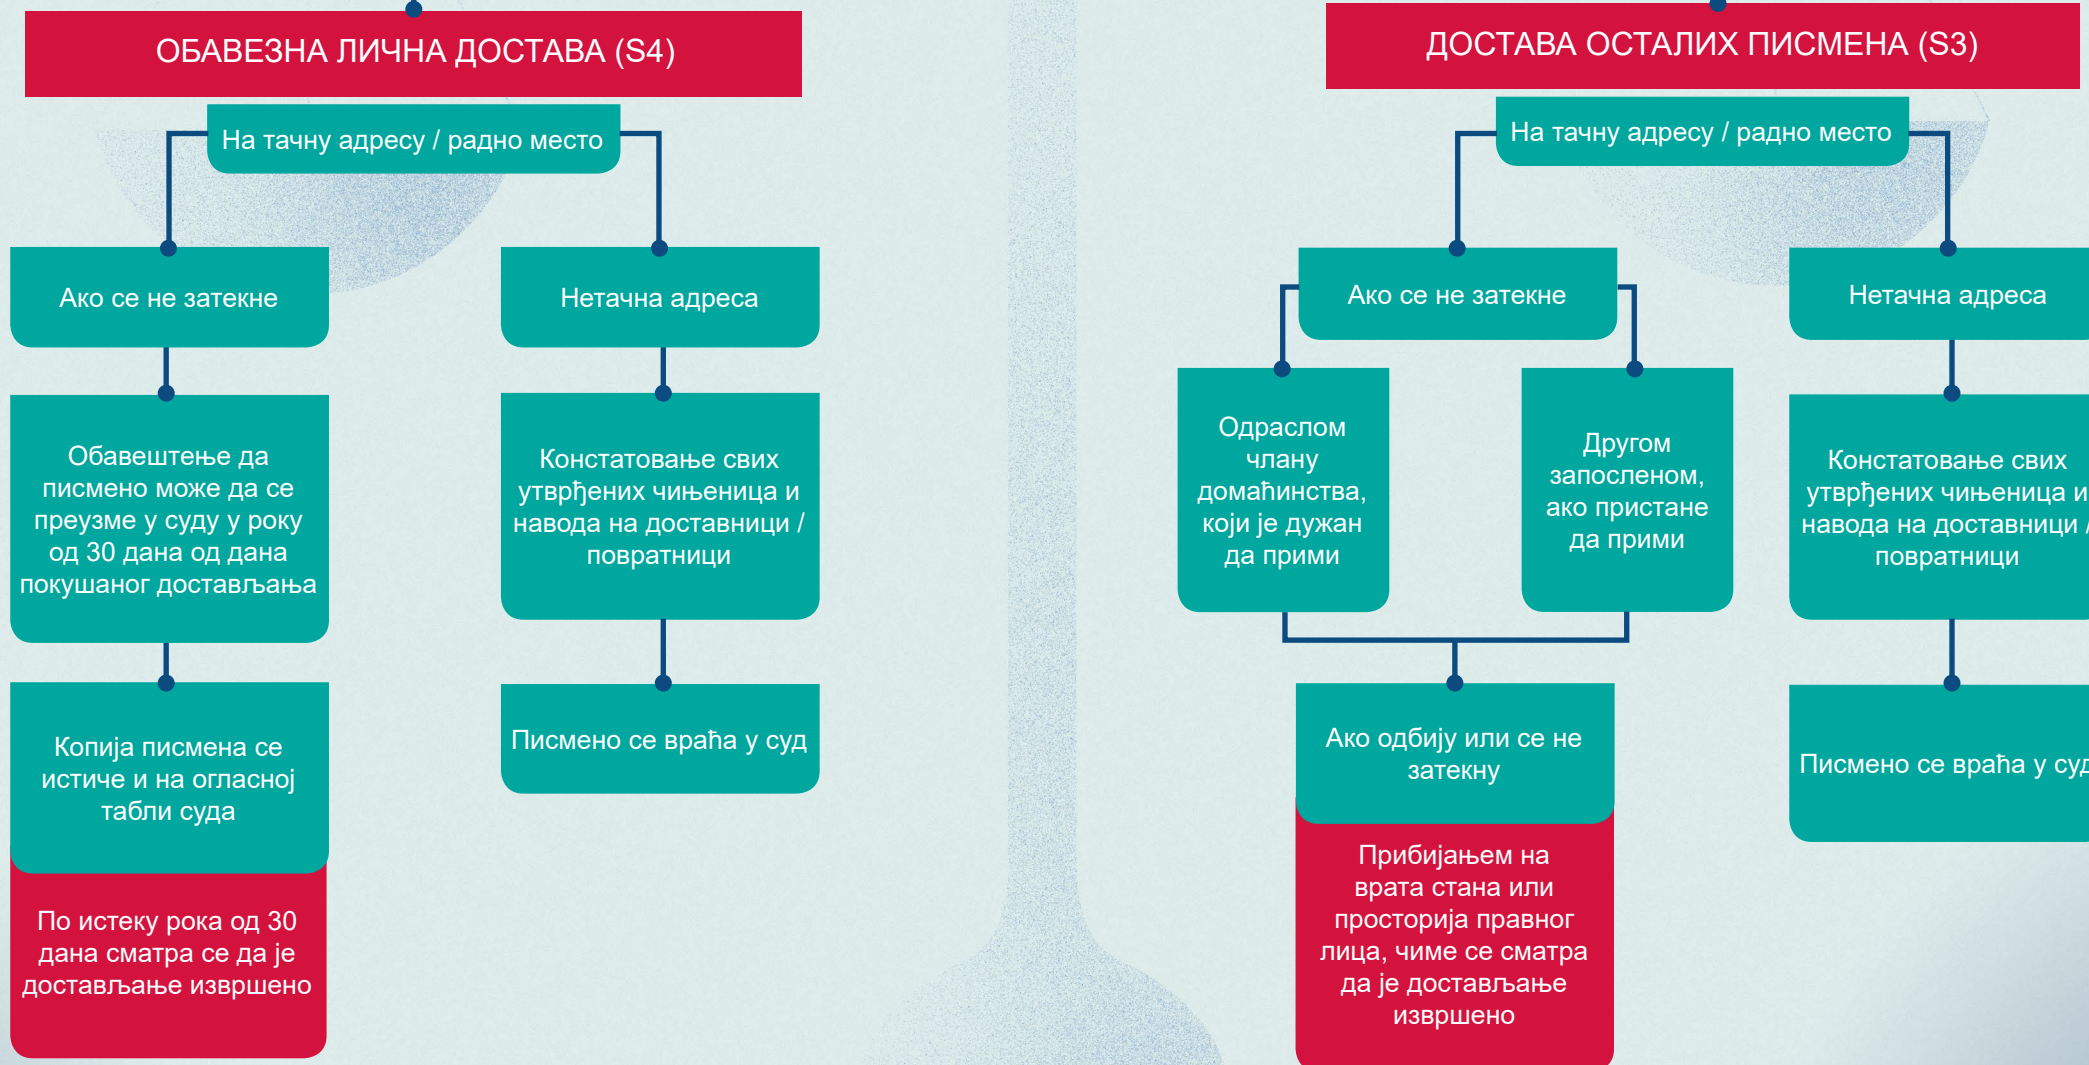 ОБАВЕЗНА ЛИЧНА ДОСТАВА (S4)
На тачну адресу / радно место
Ако се не затекне
Обавештење да
писмено може да се
преузме у суду у року
од 30 дана од дана
покушаног достављања
Копија писмена се
истиче и на огласној
табли суда
По истеку рока од 30
дана сматра се да је
достављање извршено
Нетачна адреса
Констатовање свих
утврђених чињеница и
навода на доставници /
повратници
Писмено се враћа у суд
ДОСТАВА ОСТАЛИХ ПИСМЕНА (S3)
На тачну адресу / радно место
Ако се не затекне
Одраслом
члану
домаћинства,
који је дужан
да прими
Другом
запосленом,
ако пристане
да прими
Ако одбију или се не
затекну
Прибијањем на
врата стана или
просторија правног
лица, чиме се сматра
да је достављање
извршено
Нетачна адреса
Констатовање свих
утврђених чињеница и
навода на доставници /
повратници
Писмено се враћа у суд